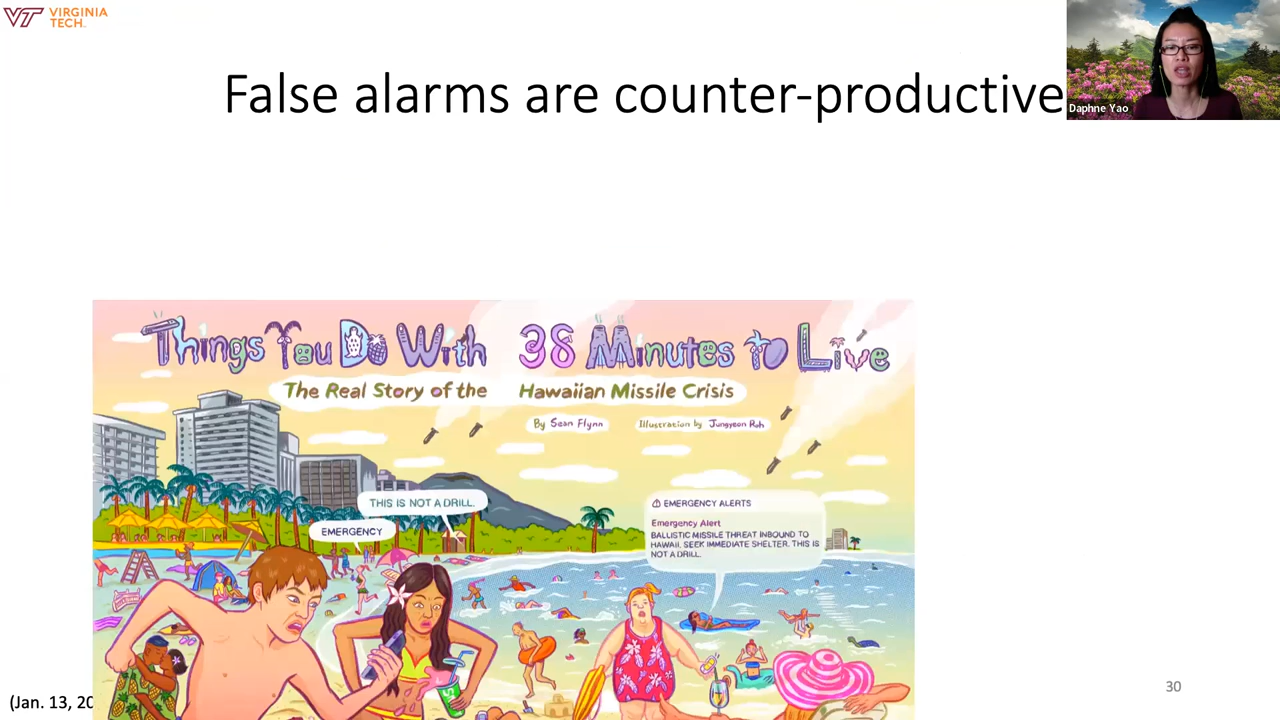 VT VIRGINIA
TECH.
False alarms are counter-productive
Daphne Yao
Things You Do With 38 Minutes to Live
The Real Story of the Hawaiian Missile Crisis
By Sean Flynn Illustration by Jungyeon Roh
THIS IS NOT A DRILL.
EMERGENCY
EMERGENCY ALERTS
Emergency Alert
BALLISTIC MISSILE THREAT INBOUND TO
HAWAII. SEEK IMMEDIATE SHELTER. THIS IS
NOT A DRILL.
(Jan. 13, 20
30